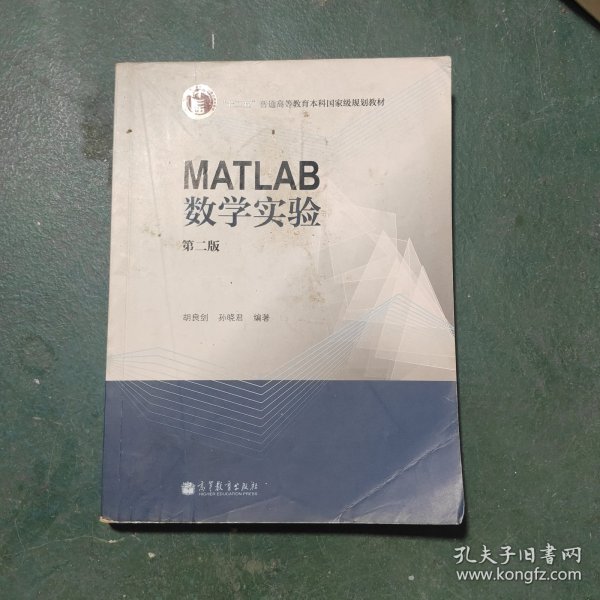 “十二五”普通高等教育本科国家级规划教材
MATLAB
数学实验
第二版
胡良剑 孙晓君 编著
高等教育出版社
HIGHER EDUCATION PRESS
孔夫子旧书网
www.kongfz.com